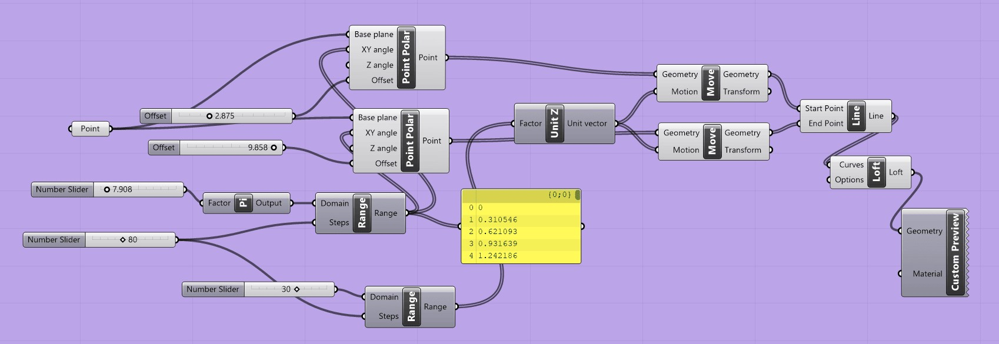 Base plane
XY angle
Z angle
Offset
Point Polar
Point
Offset
2.875
Point
Offset
9.858
Base plane
XY angle
Z angle
Offset
Point Polar
Point
Factor
Unit Z
Unit vector
Geometry
Motion
Move
Geometry
Transform
Geometry
Motion
Move
Geometry
Transform
Start Point
End Point
Line
Line
Curves
Options
Loft
Loft
Geometry
Material
Custom Preview
Number Slider
7.908
Factor
Pi
Output
Domain
Steps
Range
Range
Number Slider
80
{0;0}
0 0
1 0.310546
2 0.621093
3 0.931639
4 1.242186
Number Slider
30
Domain
Steps
Range
Range